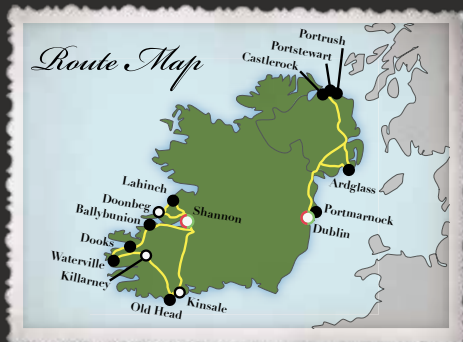 Route Map
Portrush
Portstewart
Castlerock
Ardglass
Lahinch
Doonbeg
Shannon
Ballybunion
Portmarnock
Dublin
Dooks
Waterville
Killarney
Kinsale
Old Head